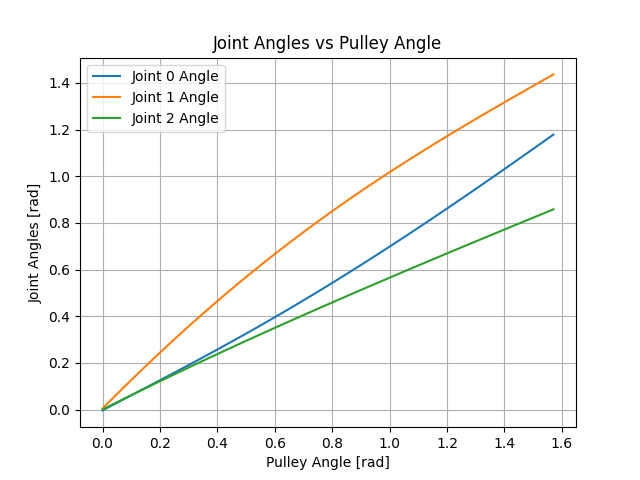 Joint Angles vs Pulley Angle
Joint 0 Angle
Joint 1 Angle
Joint 2 Angle
Joint Angles [rad]
1.4
1.2
1.0
0.8
0.6
0.4
0.2
0.0
0.0 0.2 0.4 0.6 0.8 1.0 1.2 1.4 1.6
Pulley Angle [rad]